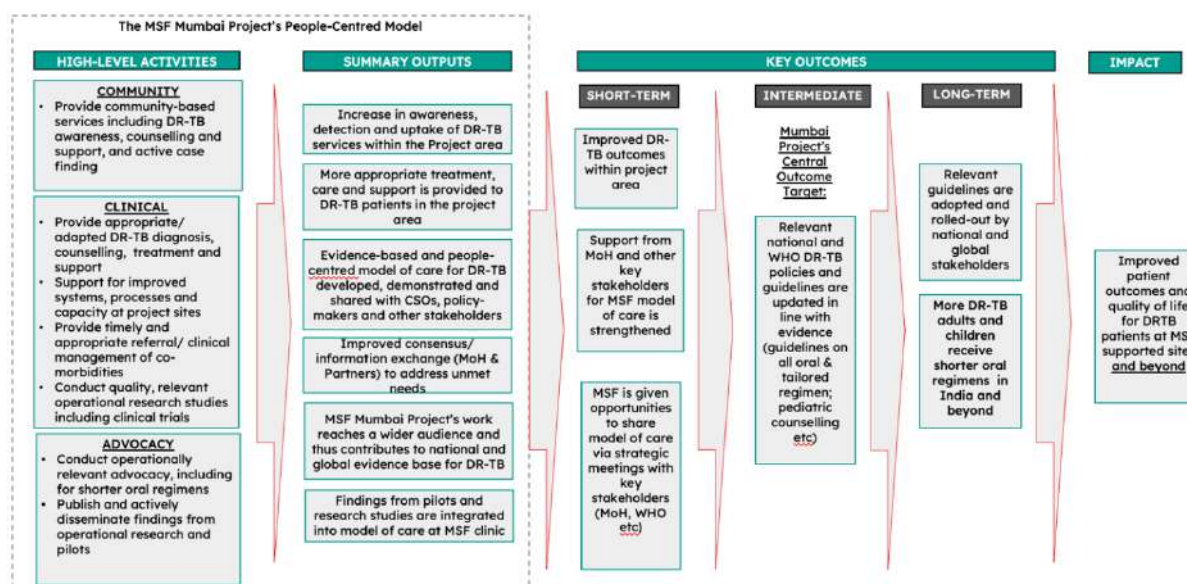 The MSF Mumbai Project's People-Centred Model
HIGH-LEVEL ACTIVITIES
COMMUNITY
• Provide community-based
services including DR-TB
awareness, counselling and
support, and active case
finding
CLINICAL
• Provide appropriate/
adapted DR-TB diagnosis,
counselling, treatment and
support
• Support for improved
systems, processes and
capacity at project sites
• Provide timely and
appropriate referral/ clinical
management of co-
morbidities
• Conduct quality, relevant
operational research studies
including clinical trials
ADVOCACY
• Conduct operationally
relevant advocacy, including
for shorter oral regimens
• Publish and actively
disseminate findings from
operational research and
pilots
SUMMARY OUTPUTS
Increase in awareness,
detection and uptake of DR-TB
services within the Project area
More appropriate treatment,
care and support is provided to
DR-TB patients in the project
area
Evidence-based and people-
centred model of care for DR-TB
developed, demonstrated and
shared with CSOs, policy-
makers and other stakeholders
Improved consensus/
information exchange (MoH &
Partners) to address unmet
needs
MSF Mumbai Project's work
reaches a wider audience and
thus contributes to national and
global evidence base for DR-TB
Findings from pilots and
research studies are integrated
into model of care at MSF clinic
KEY OUTCOMES
SHORT-TERM
Improved DR-
TB outcomes
within project
area
Support from
MoH and other
key
stakeholders
for MSF model
of care is
strengthened
MSF is given
opportunities
to share
model of care
via strategic
meetings with
key
stakeholders
(MoH, WHO
etc)
INTERMEDIATE
Mumbai
Project's
Central
Outcome
Target:
Relevant
national and
WHO DR-TB
policies and
guidelines are
updated in
line with
evidence
(guidelines on
all oral &
tailored
regimen;
pediatric
counselling
etc)
LONG-TERM
Relevant
guidelines are
adopted and
rolled-out by
national and
global
stakeholders
More DR-TB
adults and
children
receive
shorter oral
regimens in
India and
beyond
IMPACT
Improved
patient
outcomes and
quality of life
for DRTB
patients at MS
supported site
and beyond